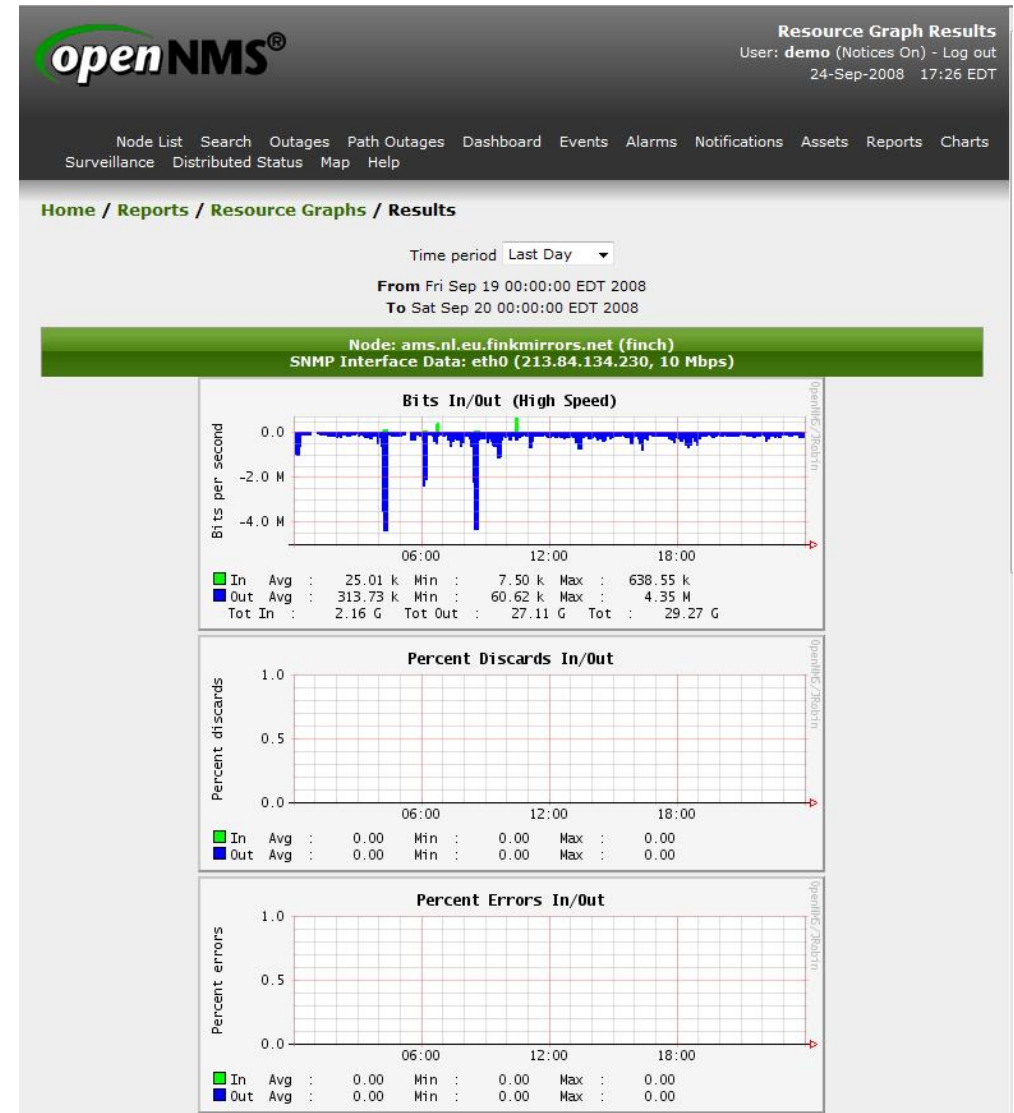 openNMS®
Resource Graph Results
User: demo (Notices On) - Log out
24-Sep-2008 17:26 EDT
Node List Search Outages Path Outages Dashboard Events Alarms Notifications Assets Reports Charts
Surveillance Distributed Status Map Help
Home / Reports / Resource Graphs / Results
Time period Last Day
From Fri Sep 19 00:00:00 EDT 2008
To Sat Sep 20 00:00:00 EDT 2008
Node: ams.nl.eu.finkmirrors.net (finch)
SNMP Interface Data: eth0 (213.84.134.230, 10 Mbps)
Bits In/Out (High Speed)
OpenNMS/JRobin
Bits per second
0.0
-2.0 M
-4.0 M
06:00 12:00 18:00
In Avg : 25.01 k Min : 7.50 k Max : 638.55 k
Out Avg : 313.73 k Min : 60.62 k Max : 4.35 M
Tot In : 2.16 G Tot Out : 27.11 G Tot : 29.27 G
Percent Discards In/Out
OpenNMS/JRobin
Percent discards
1.0
0.5
0.0
06:00 12:00 18:00
In Avg : 0.00 Min : 0.00 Max : 0.00
Out Avg : 0.00 Min : 0.00 Max : 0.00
Percent Errors In/Out
OpenNMS/JRobin
Percent errors
1.0
0.5
0.0
06:00 12:00 18:00
In Avg : 0.00 Min : 0.00 Max : 0.00
Out Avg : 0.00 Min : 0.00 Max : 0.00